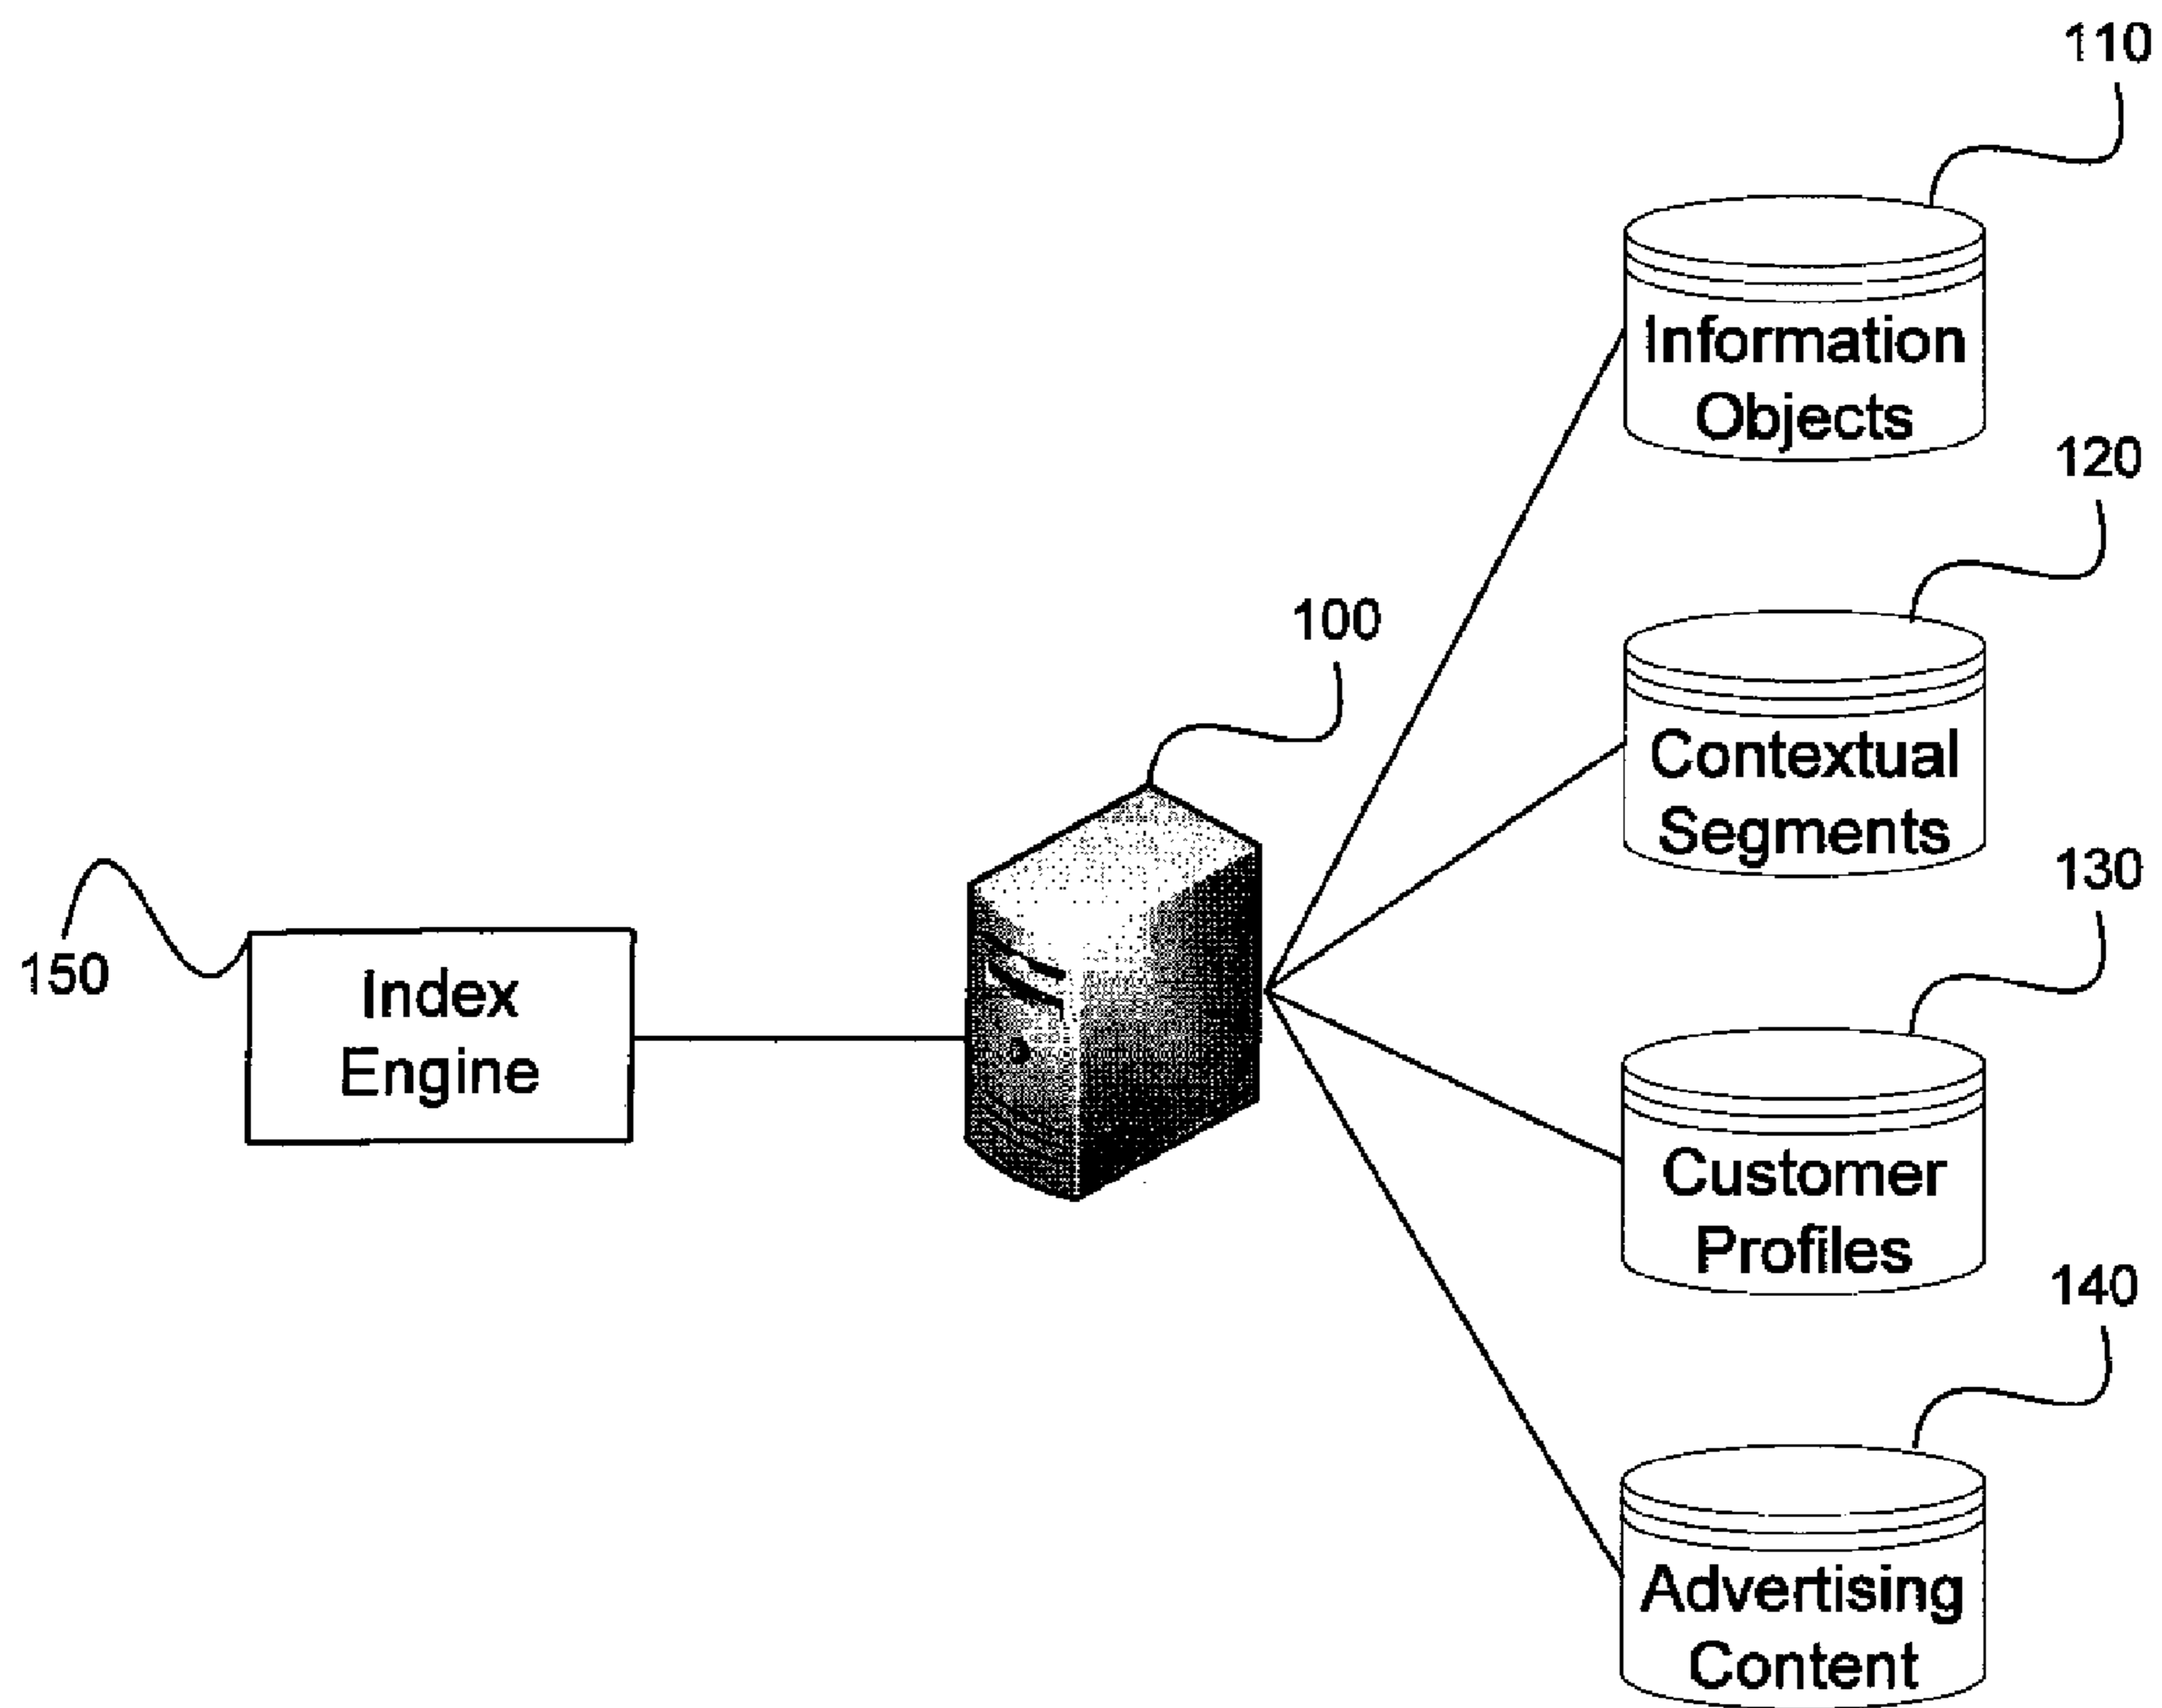 110
Information
Objects
120
100
Contextual
Segments
130
150
Index
Engine
Customer
Profiles
140
Advertising
Content